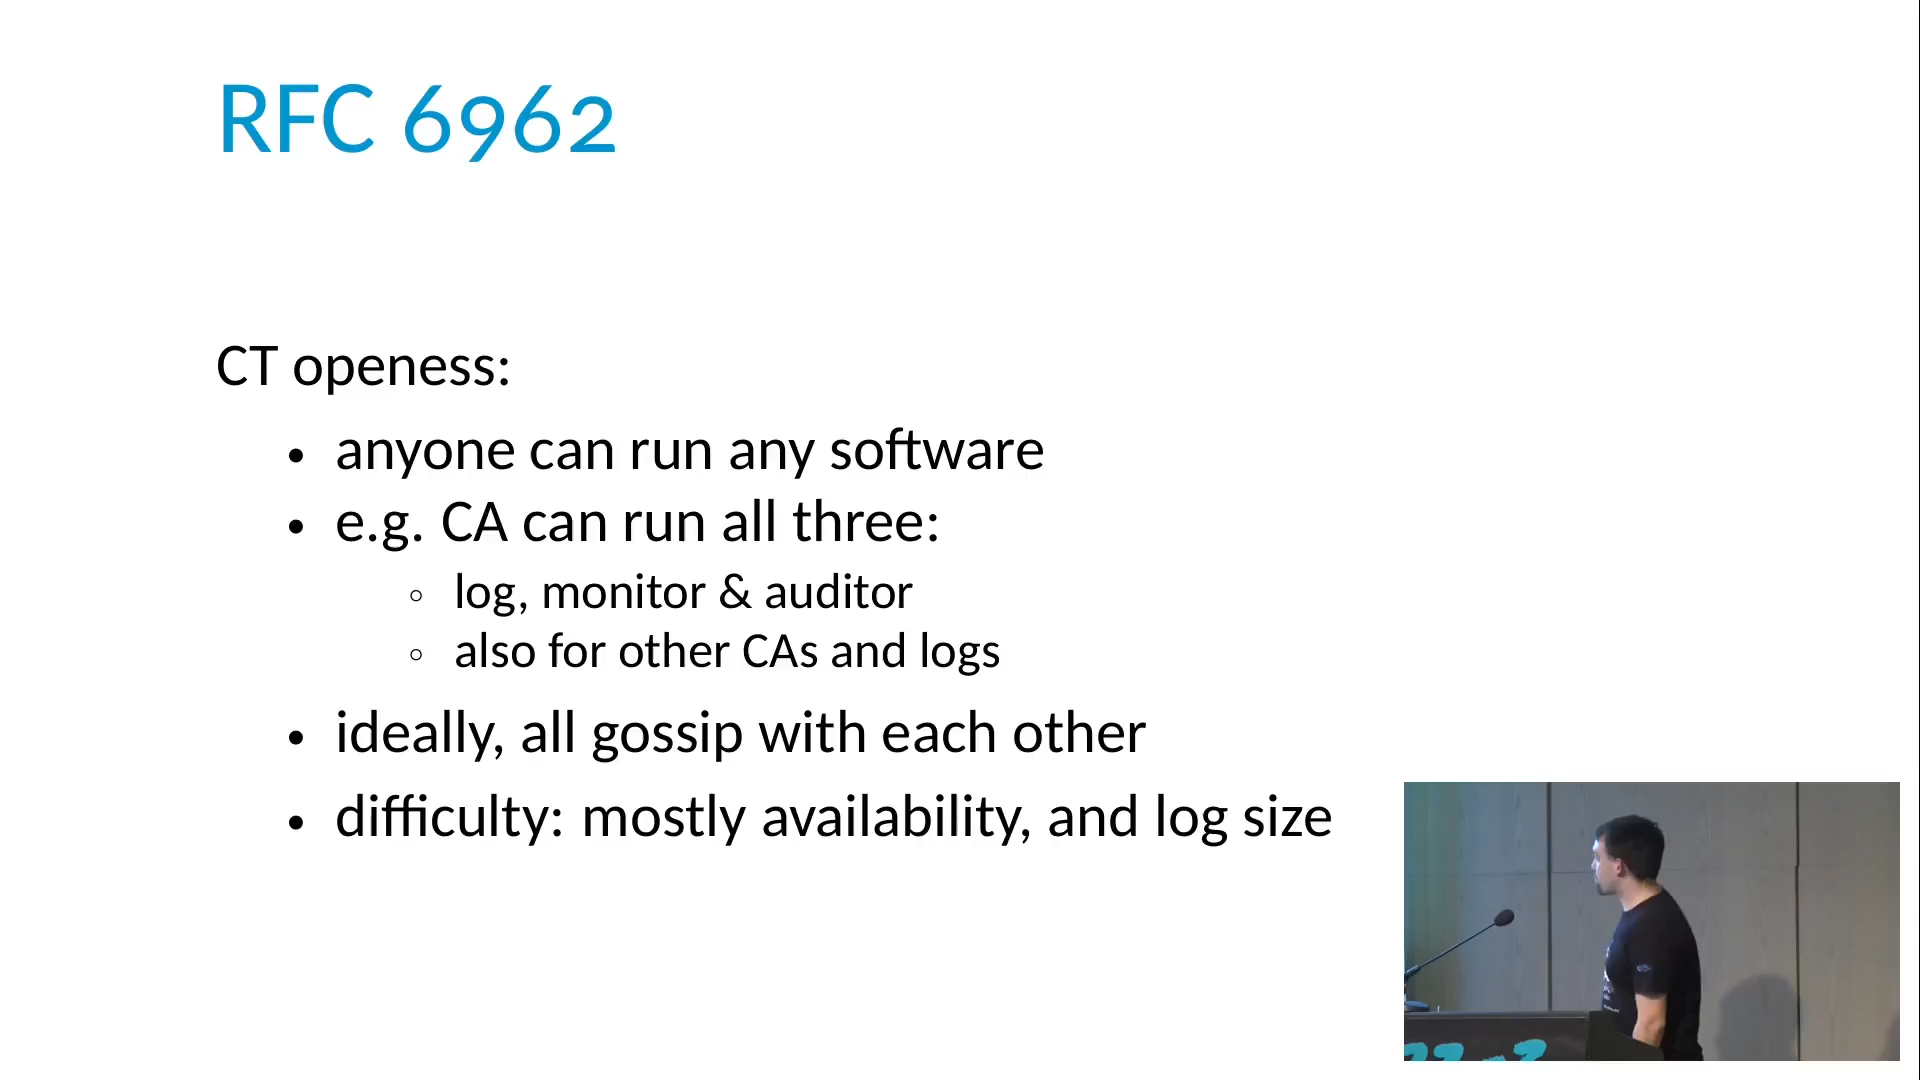 RFC 6962
CT openess:
• anyone can run any software
• e.g. CA can run all three:
◦ log, monitor & auditor
◦ also for other CAs and logs
• ideally, all gossip with each other
• difficulty: mostly availability, and log size